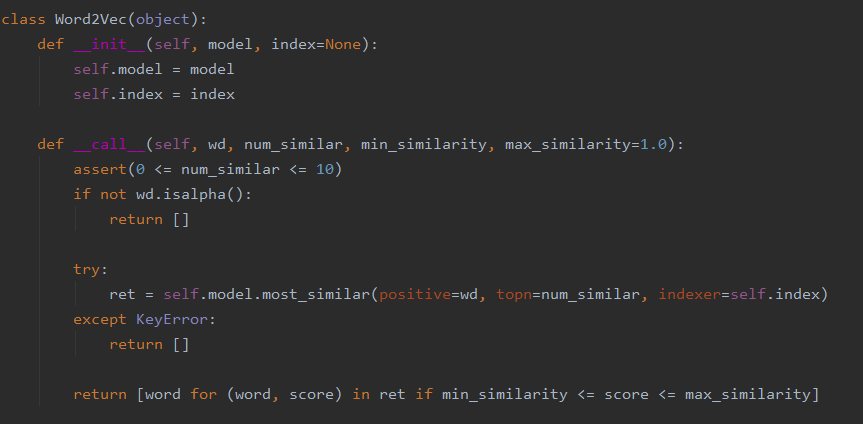 class Word2Vec(object):
    def __init__(self, model, index=None):
        self.model = model
        self.index = index

    def __call__(self, wd, num_similar, min_similarity, max_similarity=1.0):
        assert(0 <= num_similar <= 10)
        if not wd.isalpha():
            return []

        try:
            ret = self.model.most_similar(positive=wd, topn=num_similar, indexer=self.index)
        except KeyError:
            return []

        return [word for (word, score) in ret if min_similarity <= score <= max_similarity]